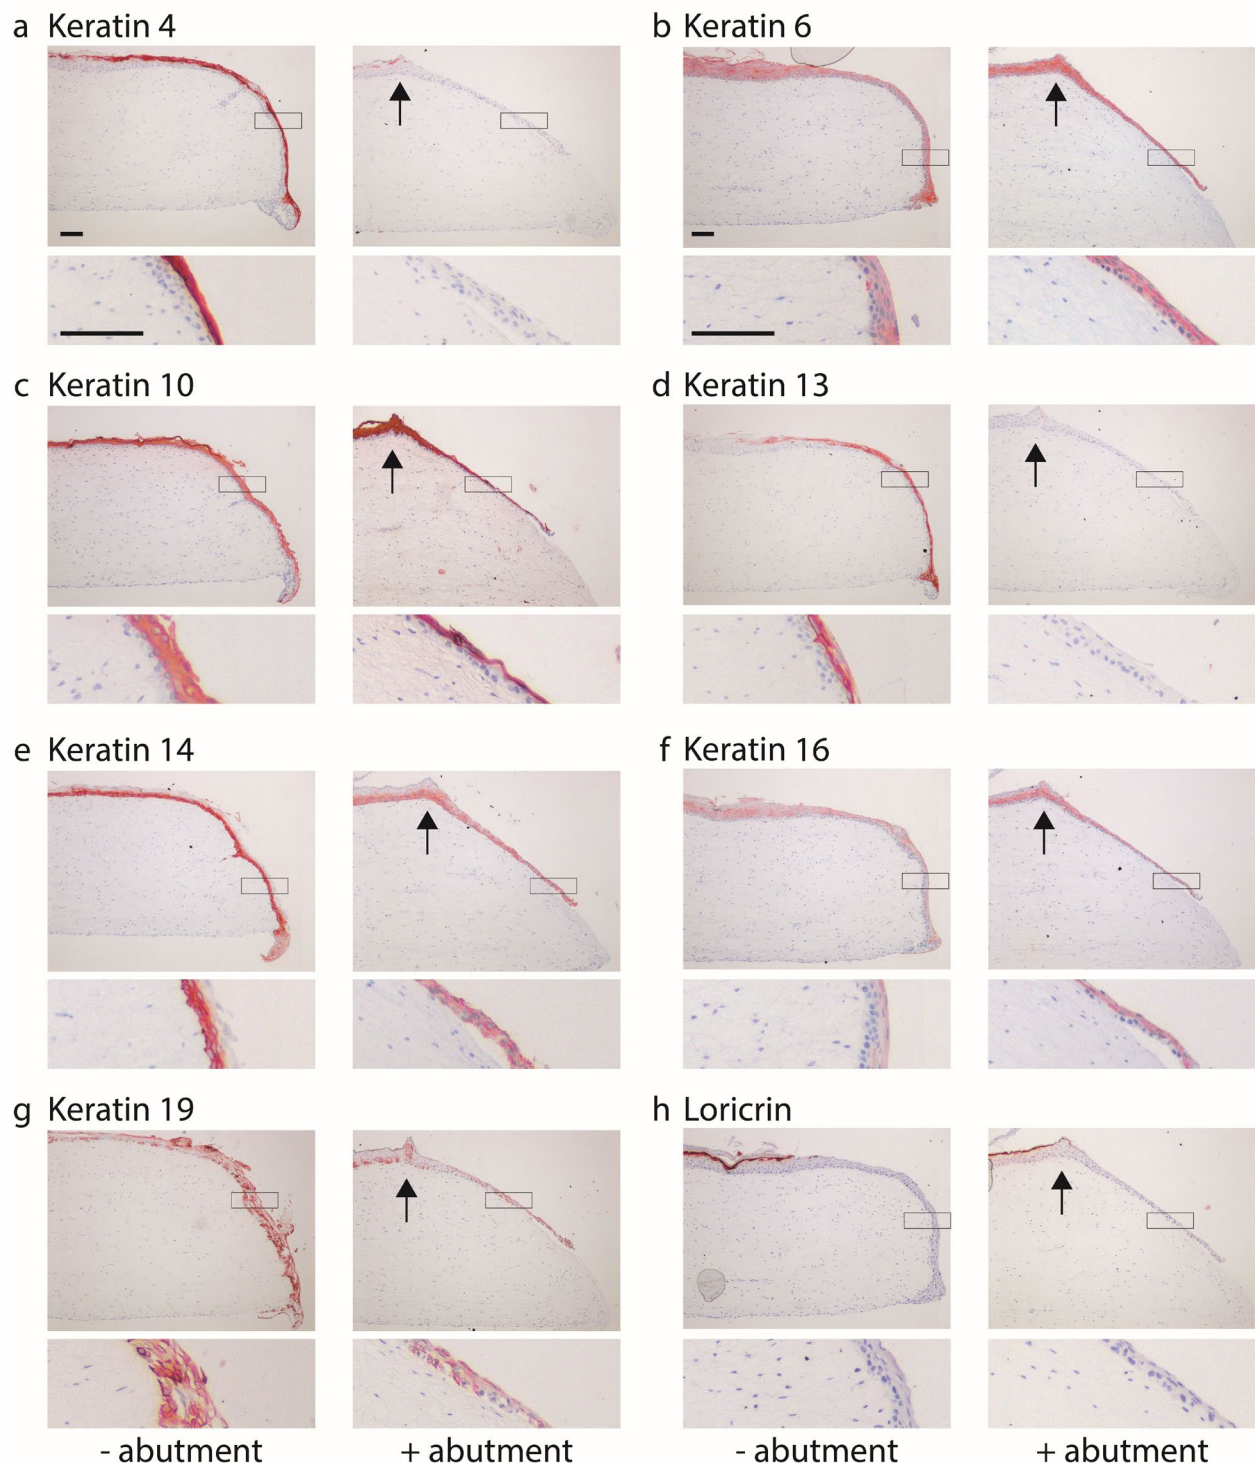 a Keratin 4
b Keratin 6
c Keratin 10
d Keratin 13
e Keratin 14
f Keratin 16
g Keratin 19
h Loricrin
- abutment
+ abutment
- abutment
+ abutment